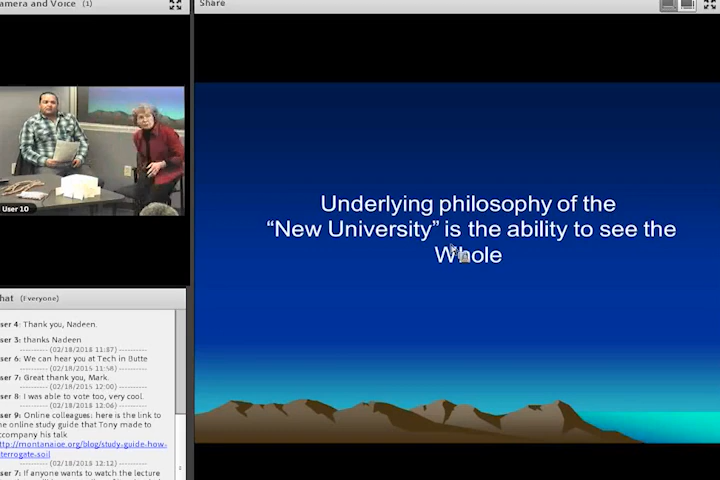 amera and Voice (1)
Share
User 10
Underlying philosophy of the
“New University” is the ability to see the
Whole
hat (Everyone)
ser 4: Thank you, Nadeen.
ser 3: thanks Nadeen
---------- (02/18/2015 11:57) ----------
ser 6: We can hear you at Tech in Butte
---------- (02/18/2015 11:58) ----------
ser 7: Great thank you, Mark.
---------- (02/18/2015 12:00) ----------
ser 8: I was able to vote too, very cool.
---------- (02/18/2015 12:06) ----------
ser 9: Online colleagues: here is the link to
he online study guide that Tony made to
ccompany his talk
http://montanaioe.org/blog/study-guide-how-
terrogate-soi
---------- (02/18/2015 12:12) ----------
ser 7: If anyone wants to watch the lecture